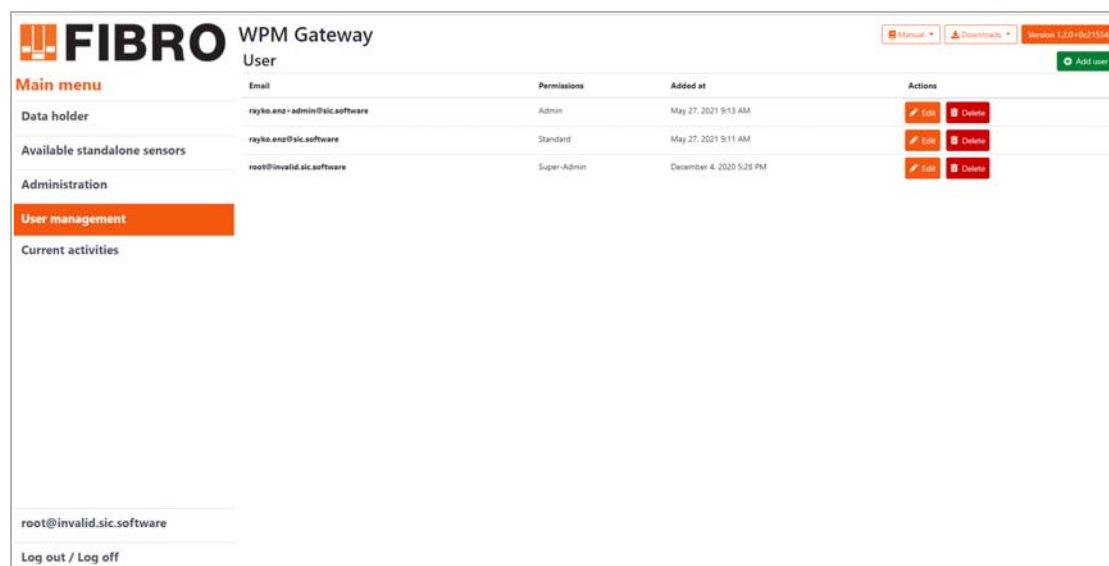 FIBRO
WPM Gateway
Manual
Downloads
Version 1.2.0+0c21554
User
Add user
Main menu
Data holder
Available standalone sensors
Administration
User management
Current activities
Email Permissions Added at Actions
rayko.enz+admin@sic.software Admin May 27, 2021 9:13 AM Edit Delete
rayko.enz@sic.software Standard May 27, 2021 9:11 AM Edit Delete
root@invalid.sic.software Super-Admin December 4, 2020 5:28 PM Edit Delete
root@invalid.sic.software
Log out / Log off